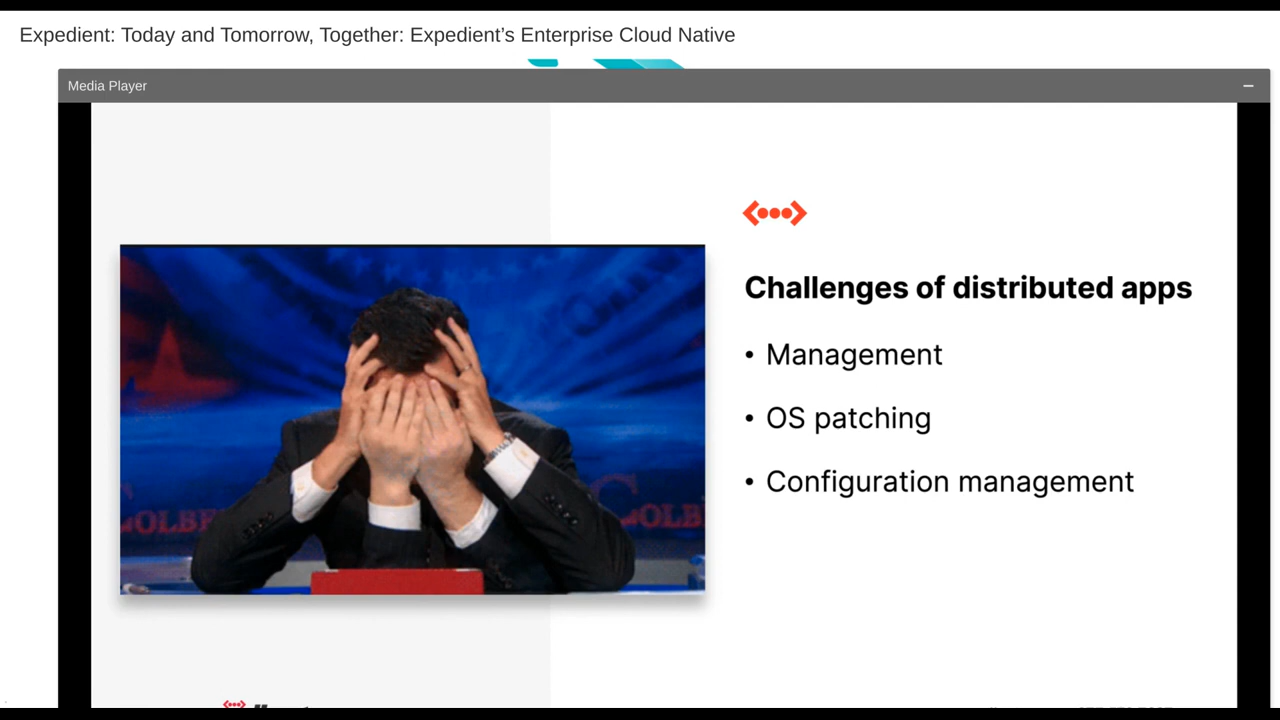 Expedient: Today and Tomorrow, Together: Expedient’s Enterprise Cloud Native
Media Player
Challenges of distributed apps
• Management
• OS patching
• Configuration management